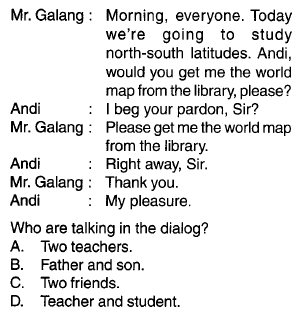 Mr. Galang : Morning, everyone. Today
we're going to study
north-south latitudes. Andi,
would you get me the world
map from the library, please?
Andi : I beg your pardon, Sir?
Mr. Galang : Please get me the world map
from the library.
Andi : Right away, Sir.
Mr. Galang : Thank you.
Andi : My pleasure.
Who are talking in the dialog?
A. Two teachers.
B. Father and son.
C. Two friends.
D. Teacher and student.